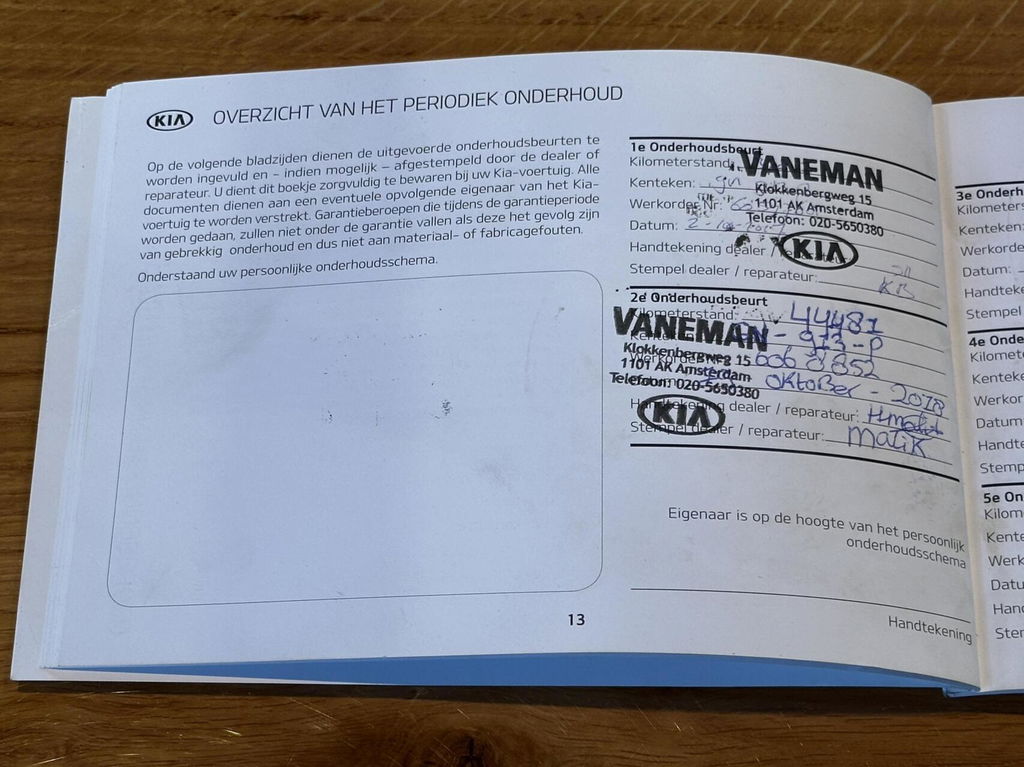 KIA OVERZICHT VAN HET PERIODIEK ONDERHOUD
Op de volgende bladzijden dienen de uitgevoerde onderhoudsbeurten te
worden ingevuld en – indien mogelijk – afgestempeld door de dealer of
reparateur. U dient dit boekje zorgvuldig te bewaren bij uw Kia-voertuig. Alle
documenten dienen aan een eventuele opvolgende eigenaar van het Kia-
voertuig te worden verstrekt. Garantieberoepen die tijdens de garantieperiode
worden gedaan, zullen niet onder de garantie vallen als deze het gevolg zijn
van gebrekkig onderhoud en dus niet aan materiaal- of fabricagefouten.
Onderstaand uw persoonlijke onderhoudsschema.
13
1e Onderhoudsbeurt
Kilometerstand:
Kenteken:
Werkorder Nr:
Datum:
Handtekening dealer /
Stempel dealer / reparateur:
VANEMAN
Klokkenbergweg 15
1101 AK Amsterdam
Telefoon: 020-5650380
KIA
2e Onderhoudsbeurt
Kilometerstand: 44481
973-P
Oktober - 2018
Handtekening dealer / reparateur:
Stempel dealer / reparateur: Malik
VANEMAN
Klokkenbergweg 15
1101 AK Amsterdam
Telefoon: 020-5650380
KIA
Eigenaar is op de hoogte van het persoonlijk
onderhoudsschema
Handtekening
3e Onderh
Kilometers
Kenteken:
Werkorde
Datum:
Handteke
Stempel
4e Onde
Kilomete
Kenteke
Werkor
Datum
Handte
Stemp
5e On
Kilom
Kente
Werk
Datu
Han
Ster